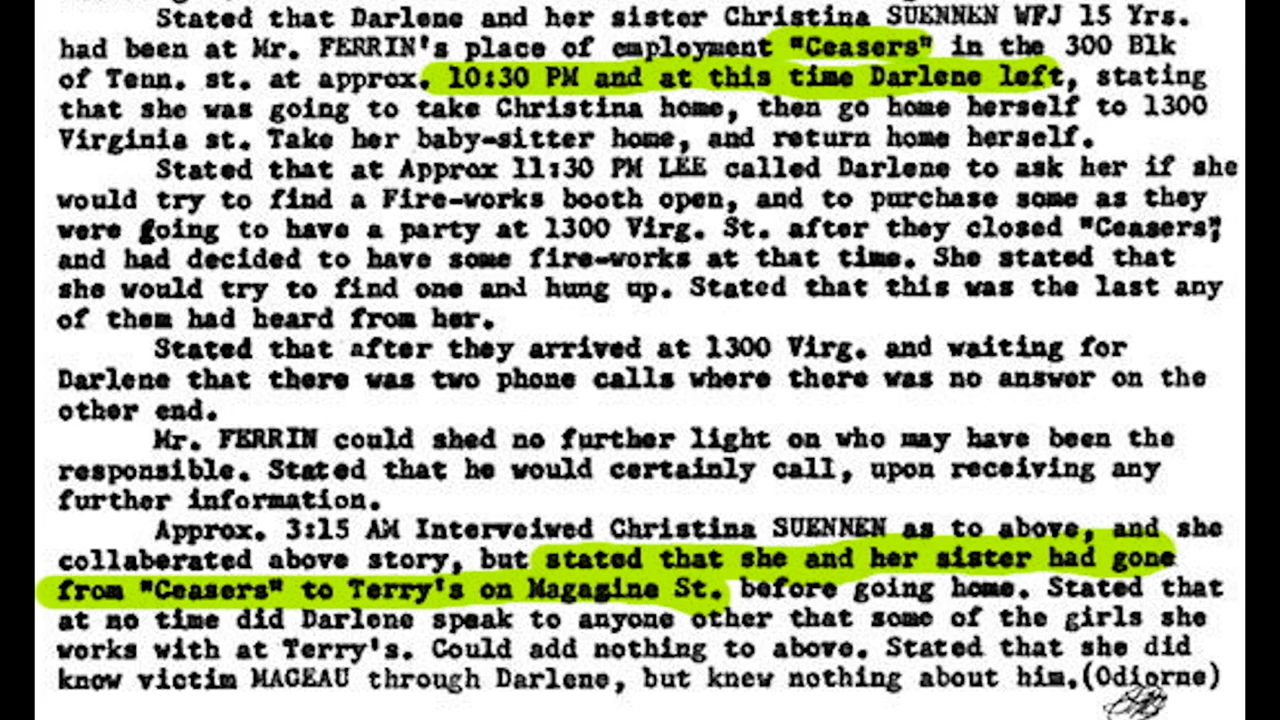 Stated that Darlene and her sister Christina SUENNEN WFJ 15 Yrs.
had been at Mr. FERRIN's place of employment "Ceasers" in the 300 Blk
of Tenn. st. at approx. 10:30 PM and at this time Darlene left, stating
that she was going to take Christina home, then go home herself to 1300
Virginia st. Take her baby-sitter home, and return home herself.
Stated that at Approx 11:30 PM LEE called Darlene to ask her if she
would try to find a Fire-works booth open, and to purchase some as they
were going to have a party at 1300 Virg. St. after they closed "Ceasers",
and had decided to have some fire-works at that time. She stated that
she would try to find one and hung up. Stated that this was the last any
of them had heard from her.
Stated that after they arrived at 1300 Virg. and waiting for
Darlene that there was two phone calls where there was no answer on the
other end.
Mr. FERRIN could shed no further light on who may have been the
responsible. Stated that he would certainly call, upon receiving any
further information.
Approx. 3:15 AM Interveiwed Christina SUENNEN as to above, and she
collaberated above story, but stated that she and her sister had gone
from "Ceasers" to Terry's on Magagine St. before going home. Stated that
at no time did Darlene speak to anyone other that some of the girls she
works with at Terry's. Could add nothing to above. Stated that she did
know victim MAGEAU through Darlene, but knew nothing about him.(Odiorne)